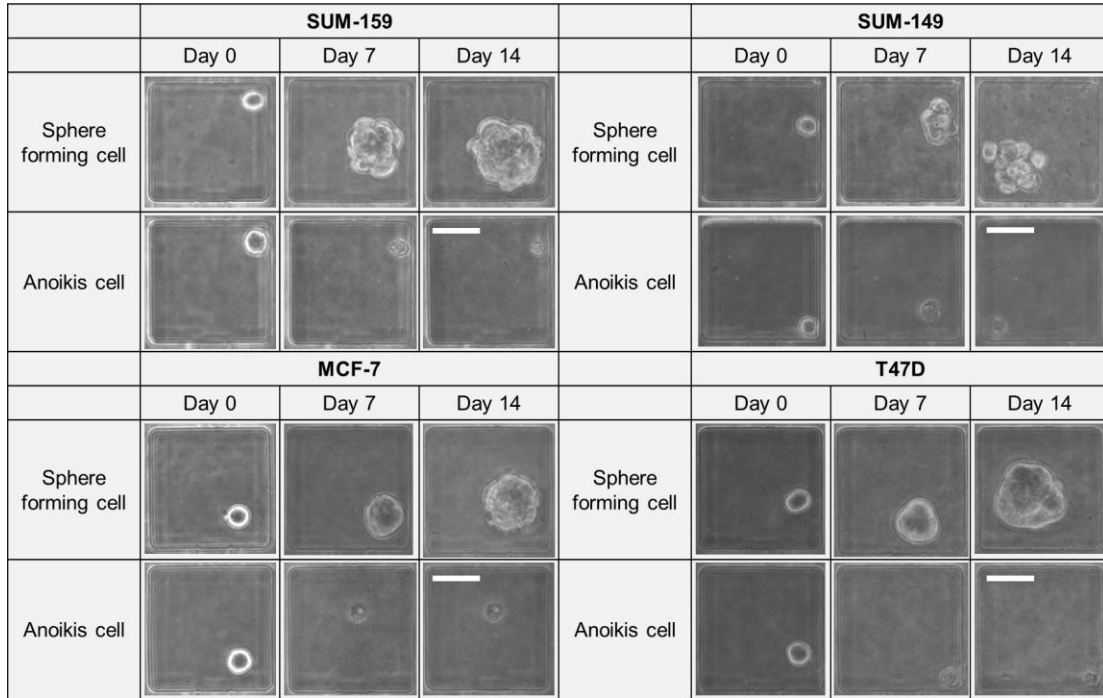 SUM-159 SUM-149
Day 0 Day 7 Day 14 Day 0 Day 7 Day 14
Sphere
forming cell
Sphere
forming cell
Anoikis cell Anoikis cell
MCF-7 T47D
Day 0 Day 7 Day 14 Day 0 Day 7 Day 14
Sphere
forming cell
Sphere
forming cell
Anoikis cell Anoikis cell